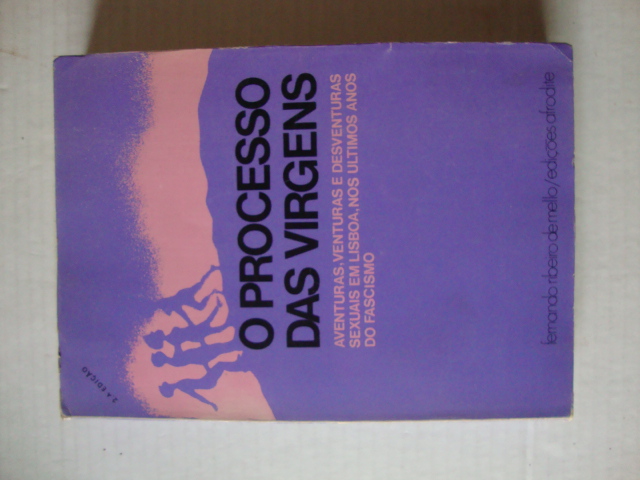 2.ª EDIÇÃO
O PROCESSO
DAS VIRGENS
AVENTURAS, VENTURAS E DESVENTURAS
SEXUAIS EM LISBOA, NOS ULTIMOS ANOS
DO FASCISMO
fernando ribeiro de mello/edições afrodite